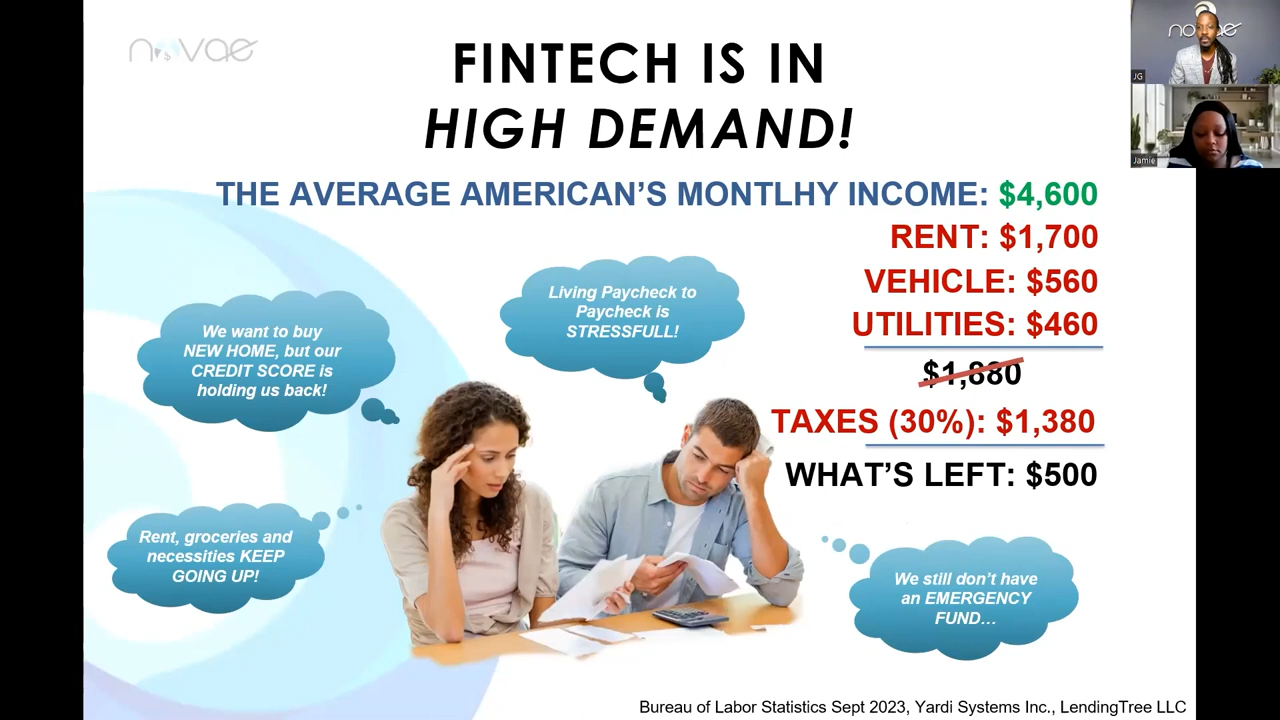 novae
FINTECH IS IN
HIGH DEMAND!
novae
JG
Jamie
THE AVERAGE AMERICAN'S MONTLHY INCOME: $4,600
RENT: $1,700
VEHICLE: $560
UTILITIES: $460
$1,880
TAXES (30%): $1,380
WHAT'S LEFT: $500
We want to buy
NEW HOME, but our
CREDIT SCORE is
holding us back!
Living Paycheck to
Paycheck is
STRESSFULL!
Rent, groceries and
necessities KEEP
GOING UP!
We still don't have
an EMERGENCY
FUND...
Bureau of Labor Statistics Sept 2023, Yardi Systems Inc., LendingTree LLC